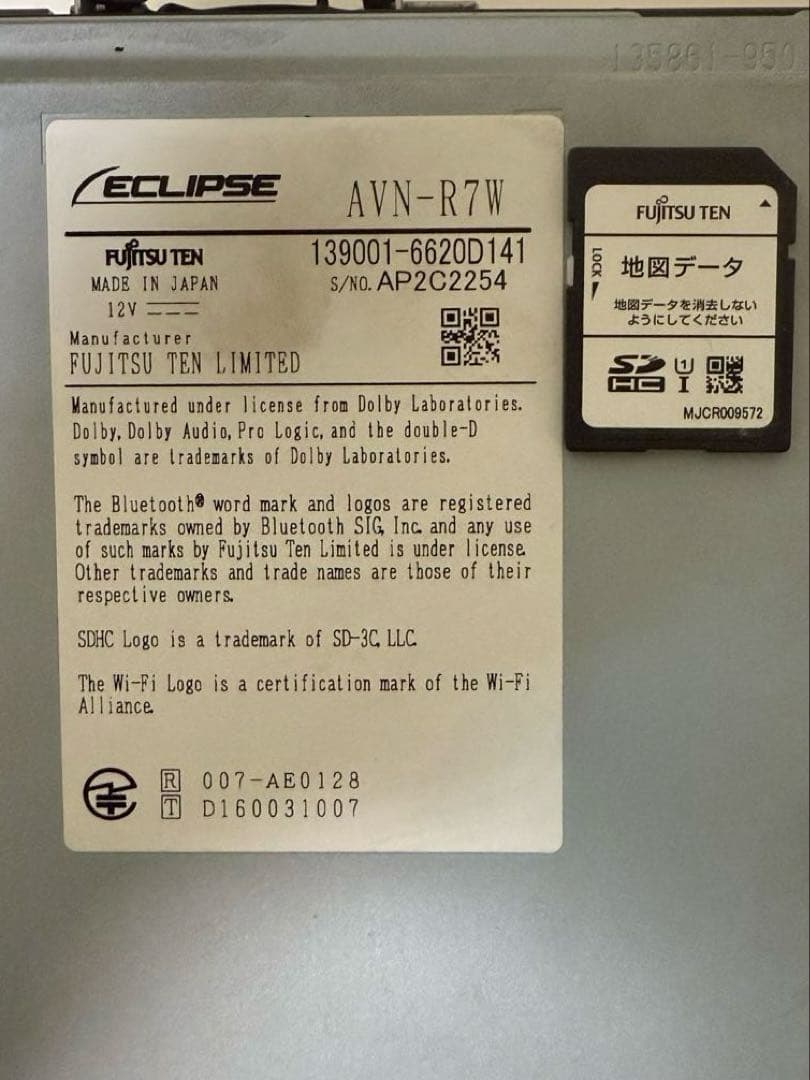 135861-950
ECLIPSE AVN-R7W
FUJITSU TEN 139001-6620D141
MADE IN JAPAN S/NO. AP2C2254
12V
Manufacturer
FUJITSU TEN LIMITED
Manufactured under license from Dolby Laboratories.
Dolby, Dolby Audio, Pro Logic, and the double-D
symbol are trademarks of Dolby Laboratories.
The Bluetooth® word mark and logos are registered
trademarks owned by Bluetooth SIG, Inc. and any use
of such marks by Fujitsu Ten Limited is under license.
Other trademarks and trade names are those of their
respective owners.
SDHC Logo is a trademark of SD-3C, LLC.
The Wi-Fi Logo is a certification mark of the Wi-Fi
Alliance.
R 007-AE0128
T D160031007
FUJITSU TEN
LOCK
地図データ
地図データを消去しない
ようにしてください
SD HC 1 I
MJCR009572